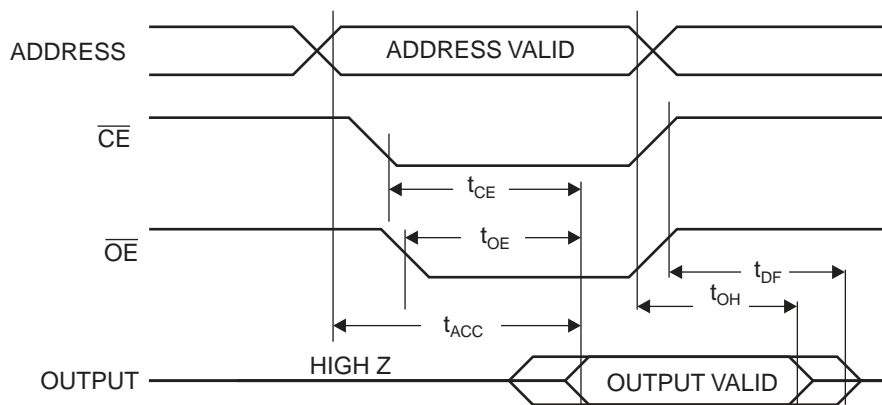 ADDRESS
ADDRESS VALID
CE
tCE
OE
tOE
tDF
tOH
tACC
HIGH Z
OUTPUT
OUTPUT VALID